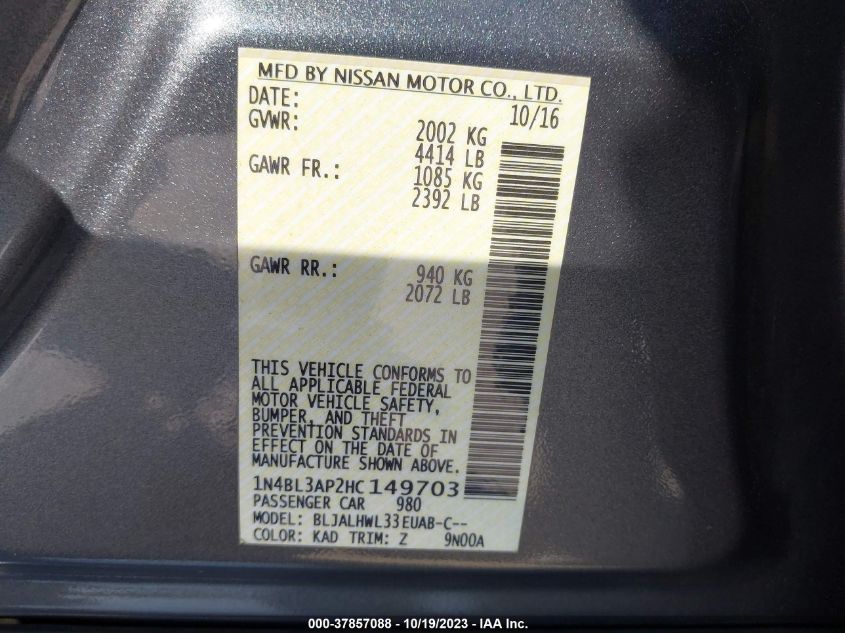 MFD BY NISSAN MOTOR CO., LTD.
DATE: 10/16
GVWR: 2002 KG
4414 LB
GAWR FR.: 1085 KG
2392 LB
GAWR RR.: 940 KG
2072 LB
THIS VEHICLE CONFORMS TO
ALL APPLICABLE FEDERAL
MOTOR VEHICLE SAFETY,
BUMPER, AND THEFT
PREVENTION STANDARDS IN
EFFECT ON THE DATE OF
MANUFACTURE SHOWN ABOVE.
1N4BL3AP2HC149703
PASSENGER CAR 980
MODEL: BLJALHWL33EUAB-C--
COLOR: KAD TRIM: Z 9N00A
000-37857088 - 10/19/2023 - IAA Inc.